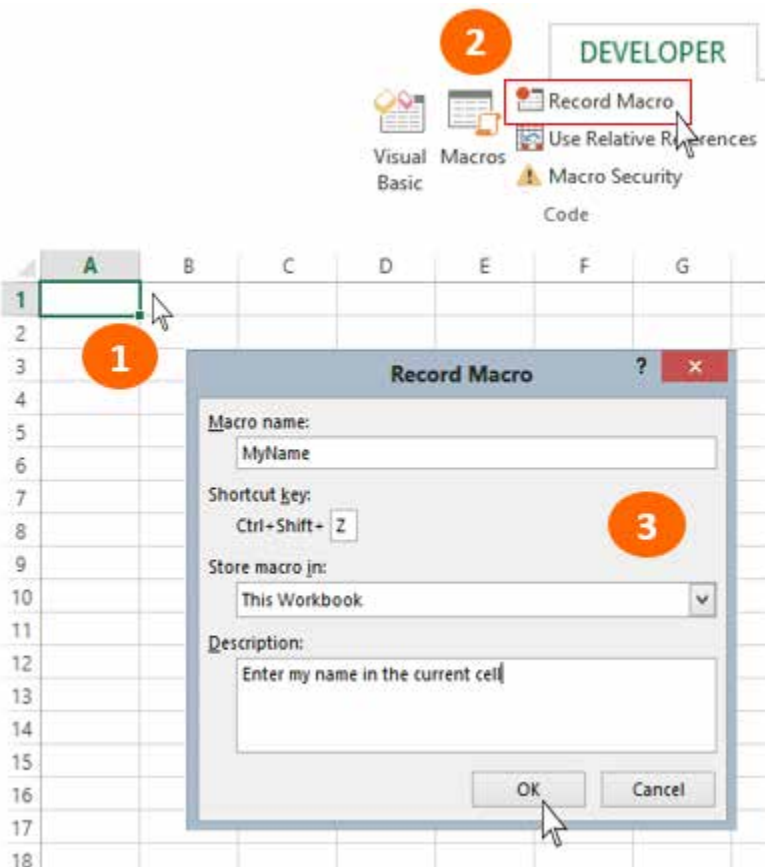 2
DEVELOPER
Visual Basic
Macros
Record Macro
Use Relative References
Macro Security
Code
A B C D E F G
1
1
2
3
4
5
6
7
8
9
10
11
12
13
14
15
16
17
18
Record Macro ? ×
Macro name:
MyName
Shortcut key:
Ctrl+Shift+ Z
3
Store macro in:
This Workbook
Description:
Enter my name in the current cell
OK Cancel